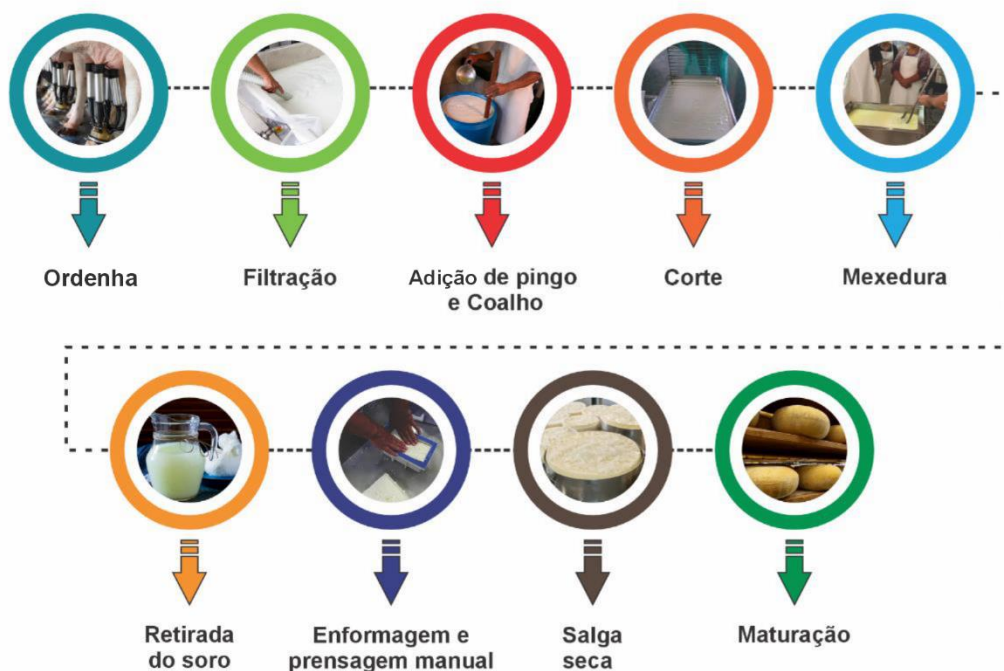 Ordenha
Filtração
Adição de pingo
e Coalho
Corte
Mexedura
Retirada
do soro
Enformagem e
prensagem manual
Salga
seca
Maturação